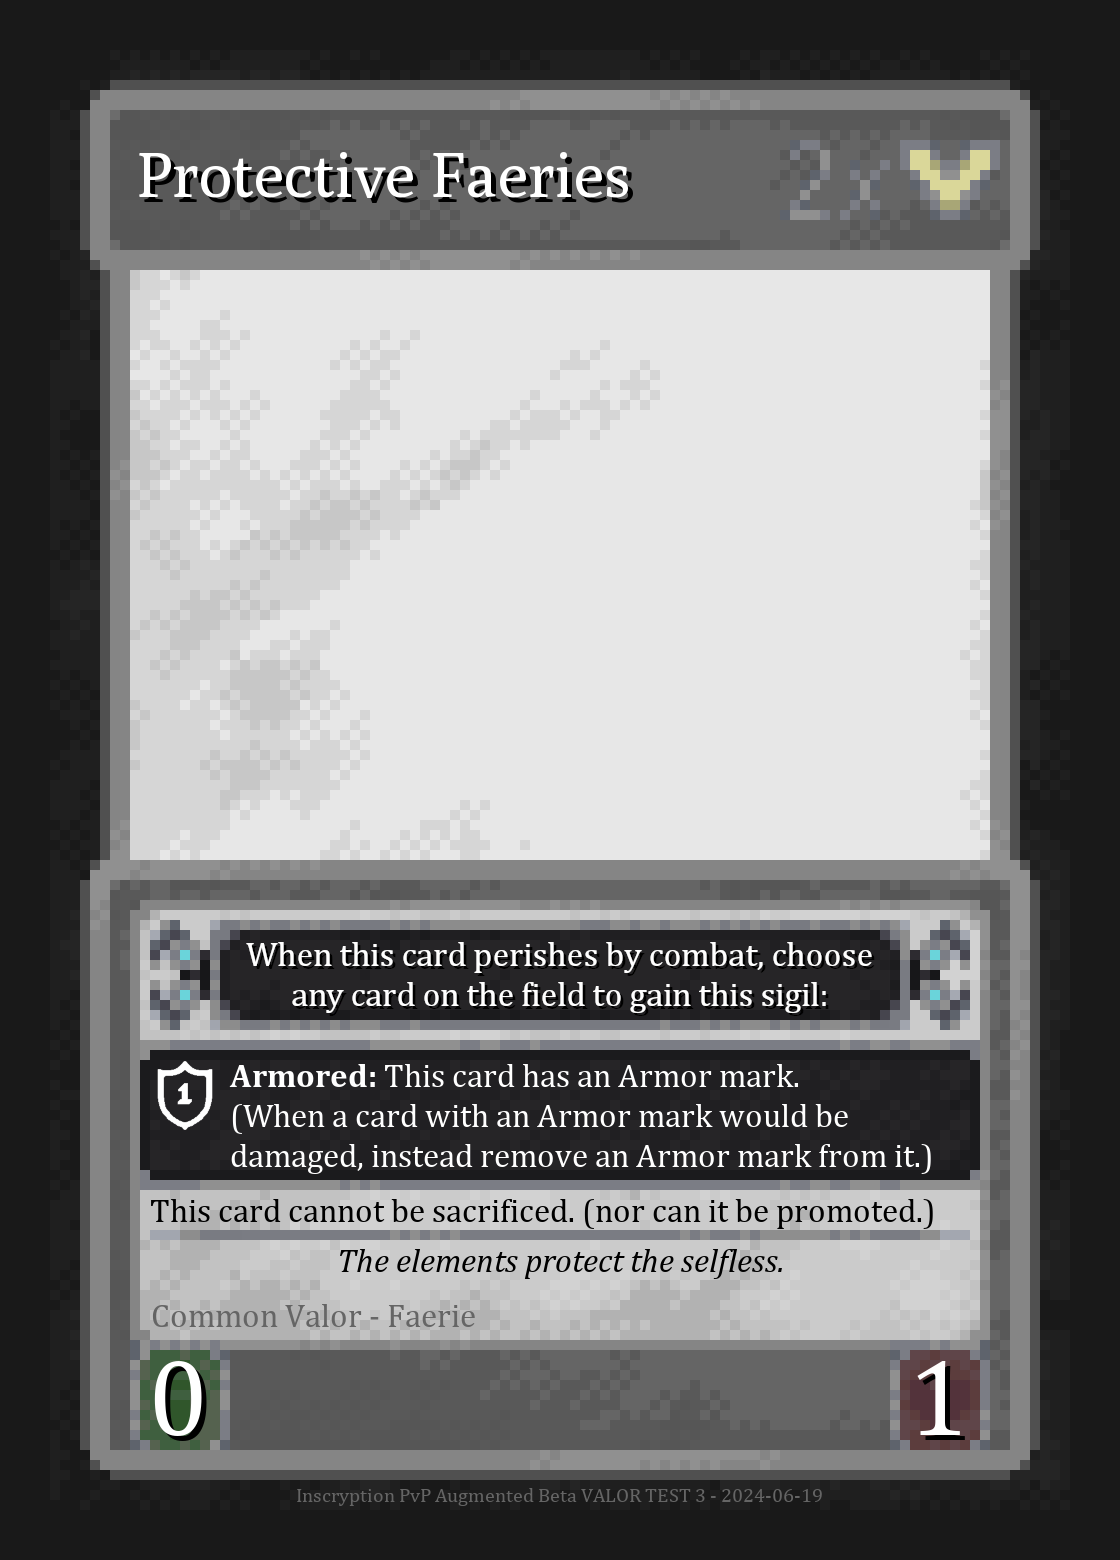 Protective Faeries 2x
When this card perishes by combat, choose
any card on the field to gain this sigil:
1
Armored: This card has an Armor mark.
(When a card with an Armor mark would be
damaged, instead remove an Armor mark from it.)
This card cannot be sacrificed. (nor can it be promoted.)
The elements protect the selfless.
Common Valor - Faerie
0 1
Inscryption PvP Augmented Beta VALOR TEST 3 - 2024-06-19